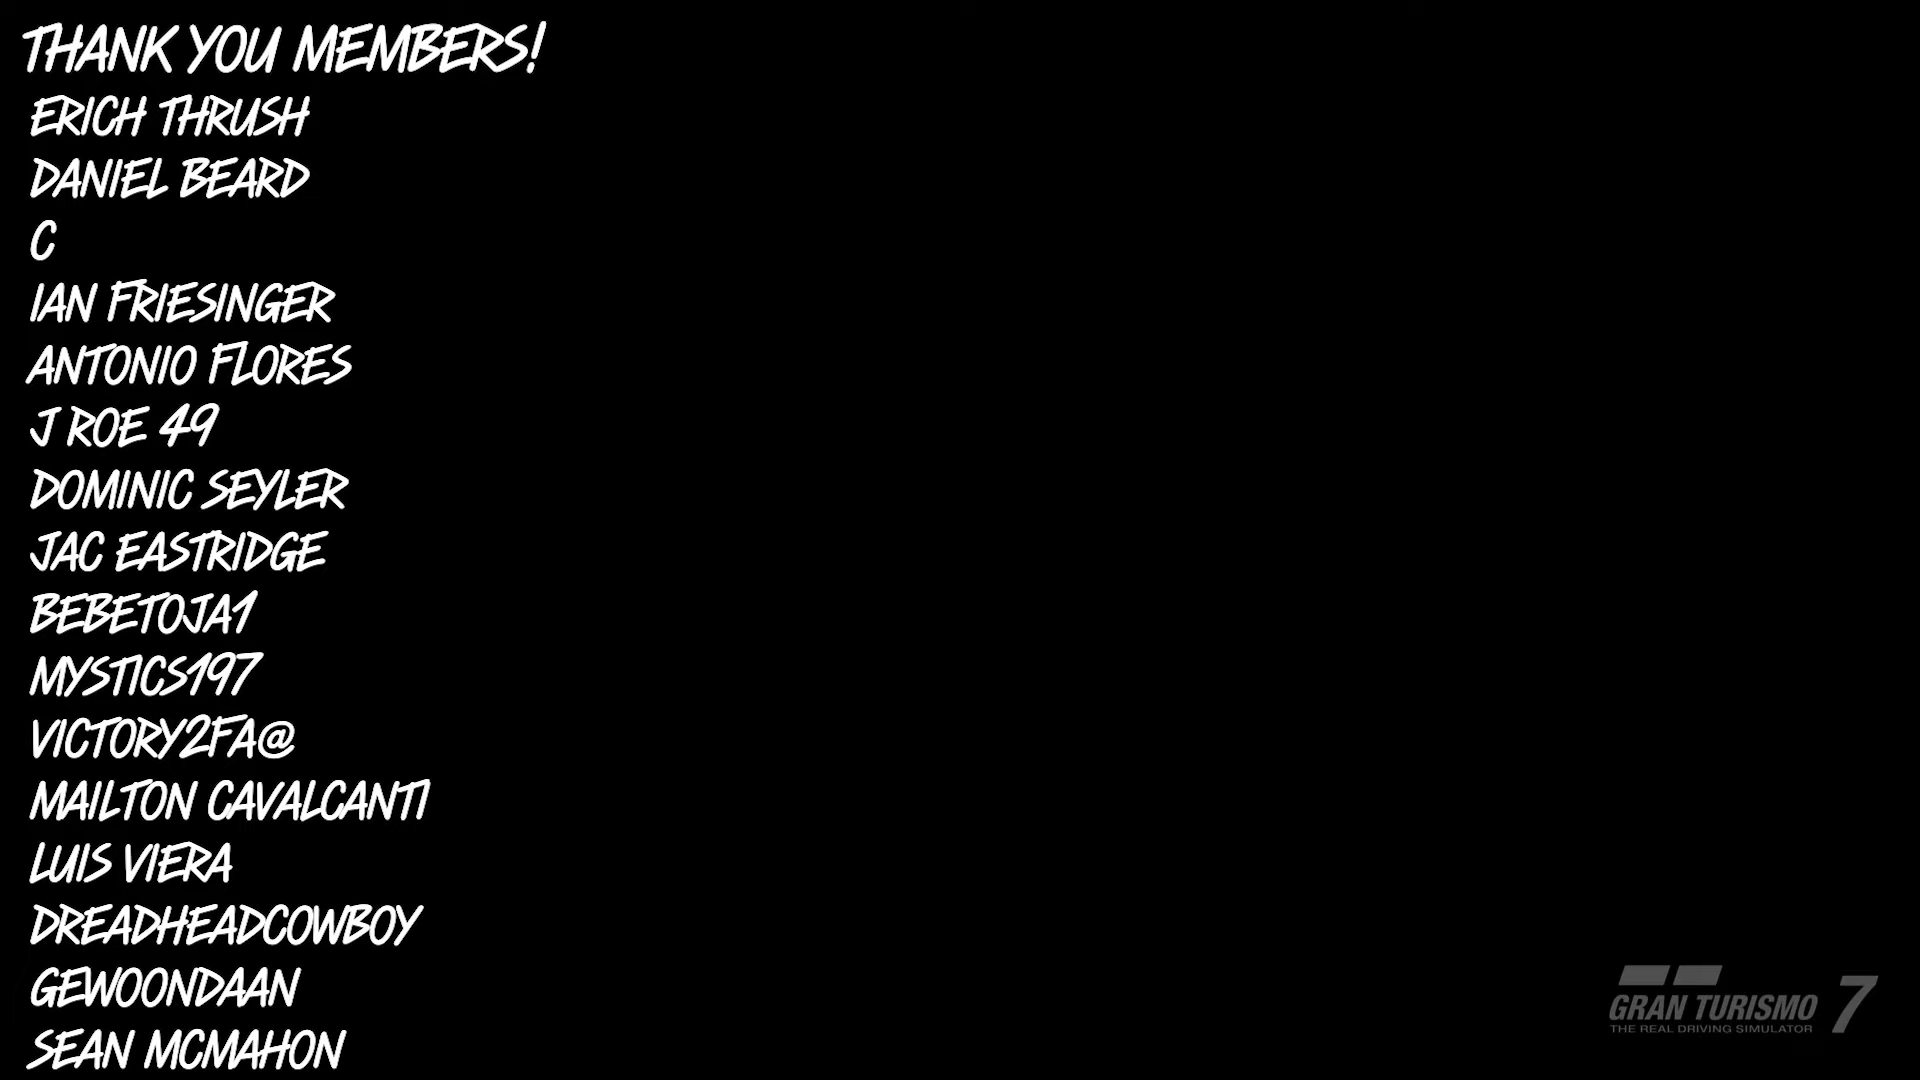 THANK YOU MEMBERS!
ERICH THRUSH
DANIEL BEARD
C
IAN FRIESINGER
ANTONIO FLORES
J ROE 49
DOMINIC SEYLER
JAC EASTRIDGE
BEBETOJA1
MYSTICS197
VICTORY2FA@
MAILTON CAVALCANTI
LUIS VIERA
DREADHEADCOWBOY
GEWOONDAAN
SEAN MCMAHON
GRAN TURISMO 7
THE REAL DRIVING SIMULATOR